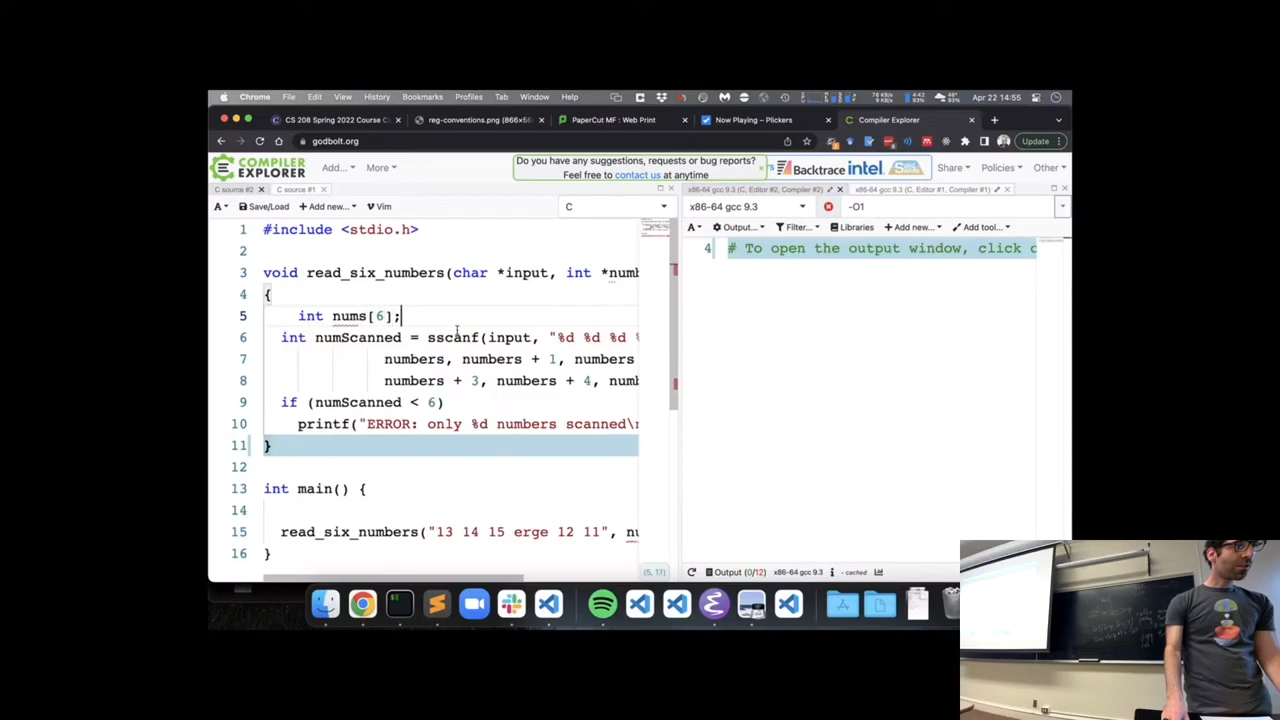 Chrome File Edit View History Bookmarks Profiles Tab Window Help Apr 22 14:55
CS 208 Spring 2022 Course C reg-conventions.png (866×56 PaperCut MF : Web Print Now Playing – Plickers Compiler Explorer
godbolt.org Update
COMPILER EXPLORER Add... More Do you have any suggestions, requests or bug reports? Feel free to contact us at anytime Backtrace intel Share Policies Other
C source #2 C source #1 x86-64 gcc 9.3 (C, Editor #2, Compiler #2) x86-64 gcc 9.3 (C, Editor #1, Compiler #1)
A Save/Load Add new... Vim C x86-64 gcc 9.3 -O1
A Output... Filter... Libraries Add new... Add tool...
1 #include <stdio.h>
2
3 void read_six_numbers(char *input, int *numb
4 {
5 int nums[6];
6 int numScanned = sscanf(input, "%d %d %d %
7 numbers, numbers + 1, numbers
8 numbers + 3, numbers + 4, num
9 if (numScanned < 6)
10 printf("ERROR: only %d numbers scanned\
11 }
12
13 int main() {
14
15 read_six_numbers("13 14 15 erge 12 11", nu
16 }
4 # To open the output window, click o
(5, 17) Output (0/12) x86-64 gcc 9.3 - cached